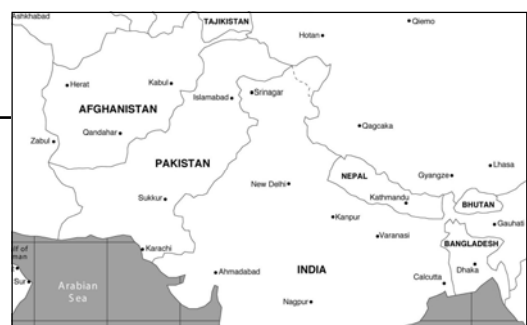 Ashkhabad
TAJIKISTAN
Hotan
Qiemo
Herat
Kabul
Islamabad
Srinagar
AFGHANISTAN
Zabul
Qandahar
Qagcaka
PAKISTAN
Lhasa
NEPAL
Gyangze
New Delhi
Sukkur
Kathmandu
BHUTAN
Kanpur
Gauhati
Varanasi
Karachi
BANGLADESH
Ahmadabad
INDIA
Dhaka
Calcutta
Sur
Arabian
Sea
Nagpur